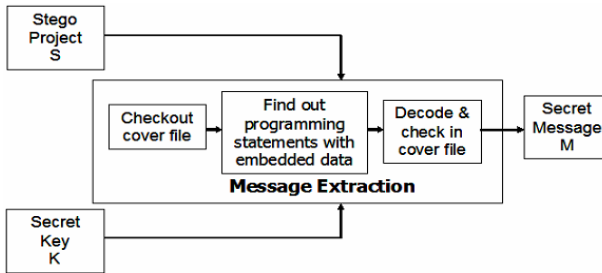 Stego
Project
S
Checkout
cover file
Find out
programming
statements with
embedded data
Decode &
check in
cover file
Secret
Message
M
Message Extraction
Secret
Key
K